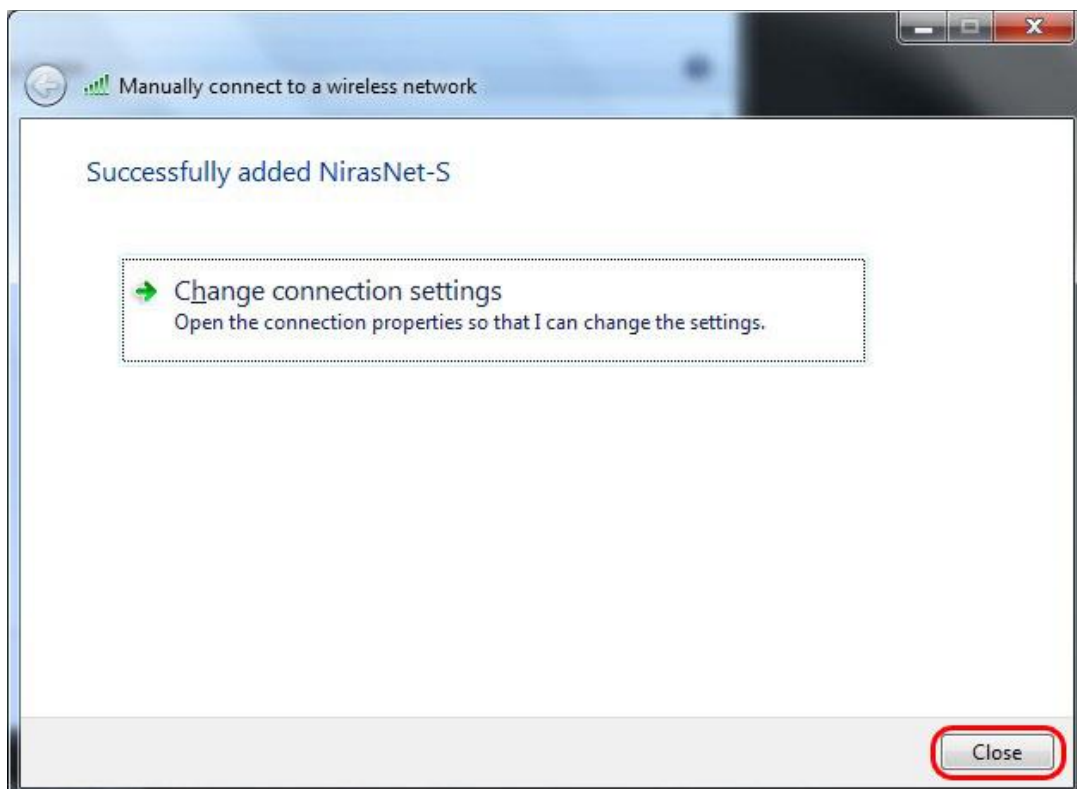 Manually connect to a wireless network
Successfully added NirasNet-S
Change connection settings
Open the connection properties so that I can change the settings.
Close